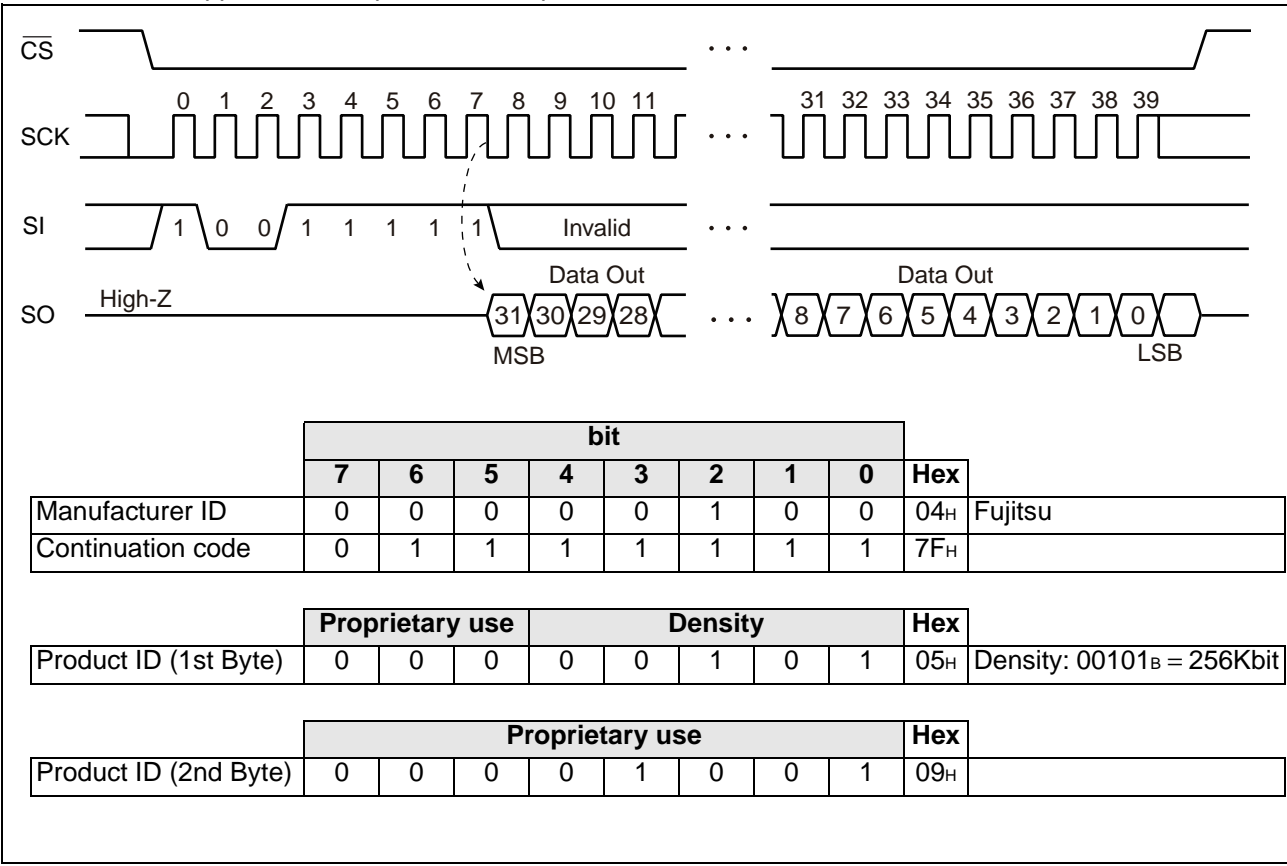 CS
0 1 2 3 4 5 6 7 8 9 10 11 31 32 33 34 35 36 37 38 39
SCK
SI 1 0 0 1 1 1 1 1 Invalid
Data Out Data Out
High-Z
SO 31 30 29 28 8 7 6 5 4 3 2 1 0
MSB LSB
bit
7 6 5 4 3 2 1 0 Hex
Manufacturer ID 0 0 0 0 0 1 0 0 04H Fujitsu
Continuation code 0 1 1 1 1 1 1 1 7FH
Proprietary use Density Hex
Product ID (1st Byte) 0 0 0 0 0 1 0 1 05H Density: 00101B = 256Kbit
Proprietary use Hex
Product ID (2nd Byte) 0 0 0 0 1 0 0 1 09H